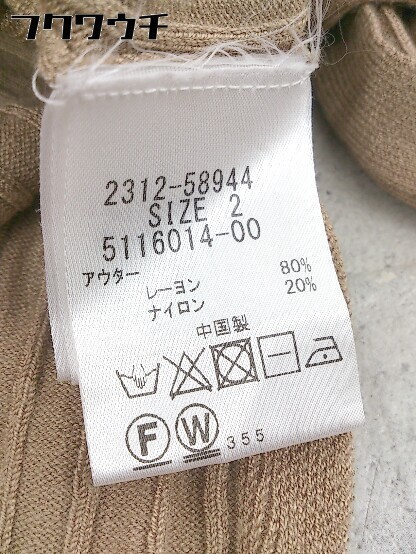 フクワウチ
2312-58944
SIZE 2
5116014-00
アウター
レーヨン 80%
ナイロン 20%
中国製
F W 355